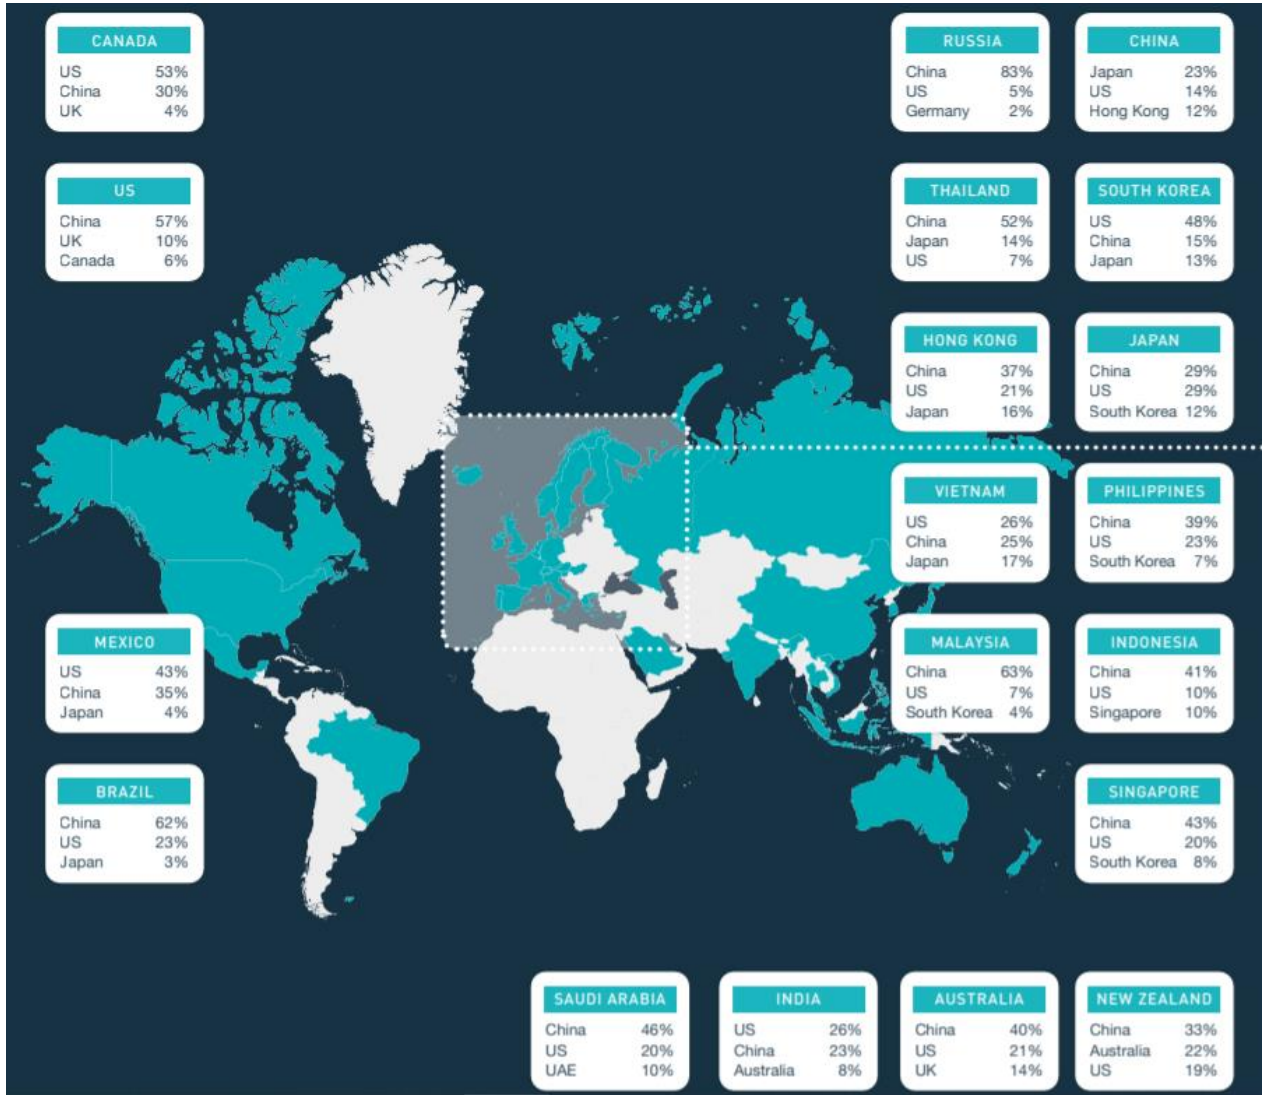 CANADA
US 53%
China 30%
UK 4%
RUSSIA
China 83%
US 5%
Germany 2%
CHINA
Japan 23%
US 14%
Hong Kong 12%
US
China 57%
UK 10%
Canada 6%
THAILAND
China 52%
Japan 14%
US 7%
SOUTH KOREA
US 48%
China 15%
Japan 13%
HONG KONG
China 37%
US 21%
Japan 16%
JAPAN
China 29%
US 29%
South Korea 12%
VIETNAM
US 26%
China 25%
Japan 17%
PHILIPPINES
China 39%
US 23%
South Korea 7%
MEXICO
US 43%
China 35%
Japan 4%
MALAYSIA
China 63%
US 7%
South Korea 4%
INDONESIA
China 41%
US 10%
Singapore 10%
BRAZIL
China 62%
US 23%
Japan 3%
SINGAPORE
China 43%
US 20%
South Korea 8%
SAUDI ARABIA
China 46%
US 20%
UAE 10%
INDIA
US 26%
China 23%
Australia 8%
AUSTRALIA
China 40%
US 21%
UK 14%
NEW ZEALAND
China 33%
Australia 22%
US 19%